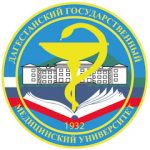 ДАГЕСТАНСКИЙ ГОСУДАРСТВЕННЫЙ
МЕДИЦИНСКИЙ УНИВЕРСИТЕТ
1932